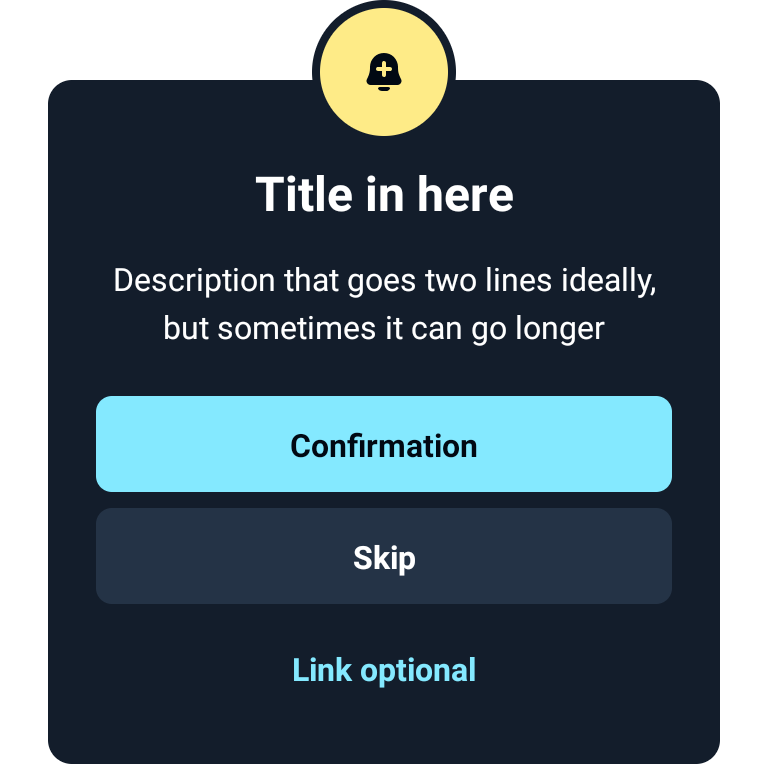 Title in here
Description that goes two lines ideally,
but sometimes it can go longer
Confirmation
Skip
Link optional